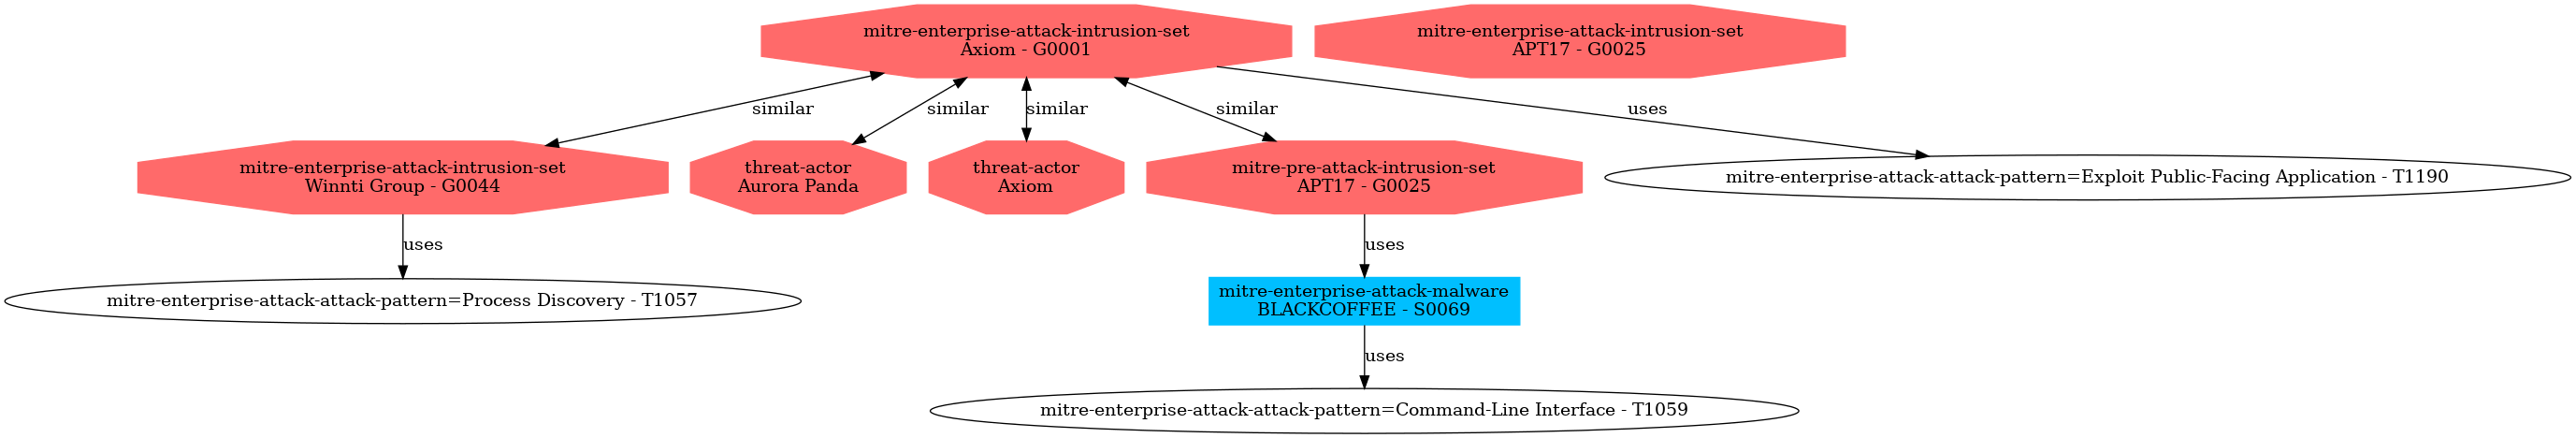 mitre-enterprise-attack-intrusion-set
Axiom - G0001
mitre-enterprise-attack-intrusion-set
APT17 - G0025
similar
similar
similar
similar
uses
mitre-enterprise-attack-intrusion-set
Winnti Group - G0044
threat-actor
Aurora Panda
threat-actor
Axiom
mitre-pre-attack-intrusion-set
APT17 - G0025
mitre-enterprise-attack-attack-pattern=Exploit Public-Facing Application - T1190
uses
uses
mitre-enterprise-attack-attack-pattern=Process Discovery - T1057
mitre-enterprise-attack-malware
BLACKCOFFEE - S0069
uses
mitre-enterprise-attack-attack-pattern=Command-Line Interface - T1059